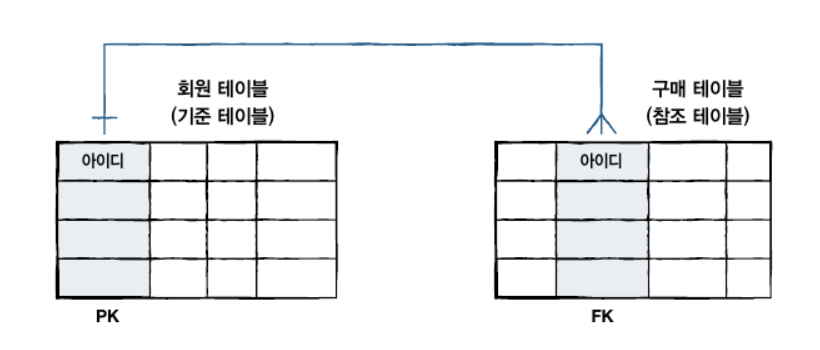 회원 테이블
(기준 테이블)
구매 테이블
(참조 테이블)
아이디
아이디
PK
FK